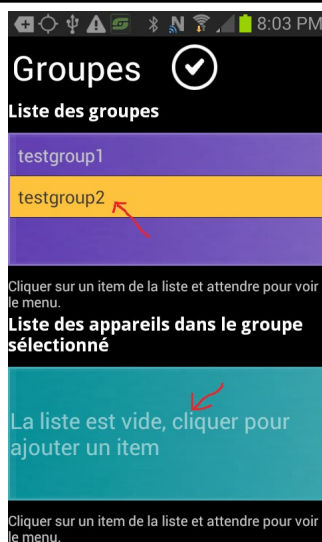 8:03 PM
Groupes
Liste des groupes
testgroup1
testgroup2
Cliquer sur un item de la liste et attendre pour voir
le menu.
Liste des appareils dans le groupe
sélectionné
La liste est vide, cliquer pour
ajouter un item
Cliquer sur un item de la liste et attendre pour voir
le menu.